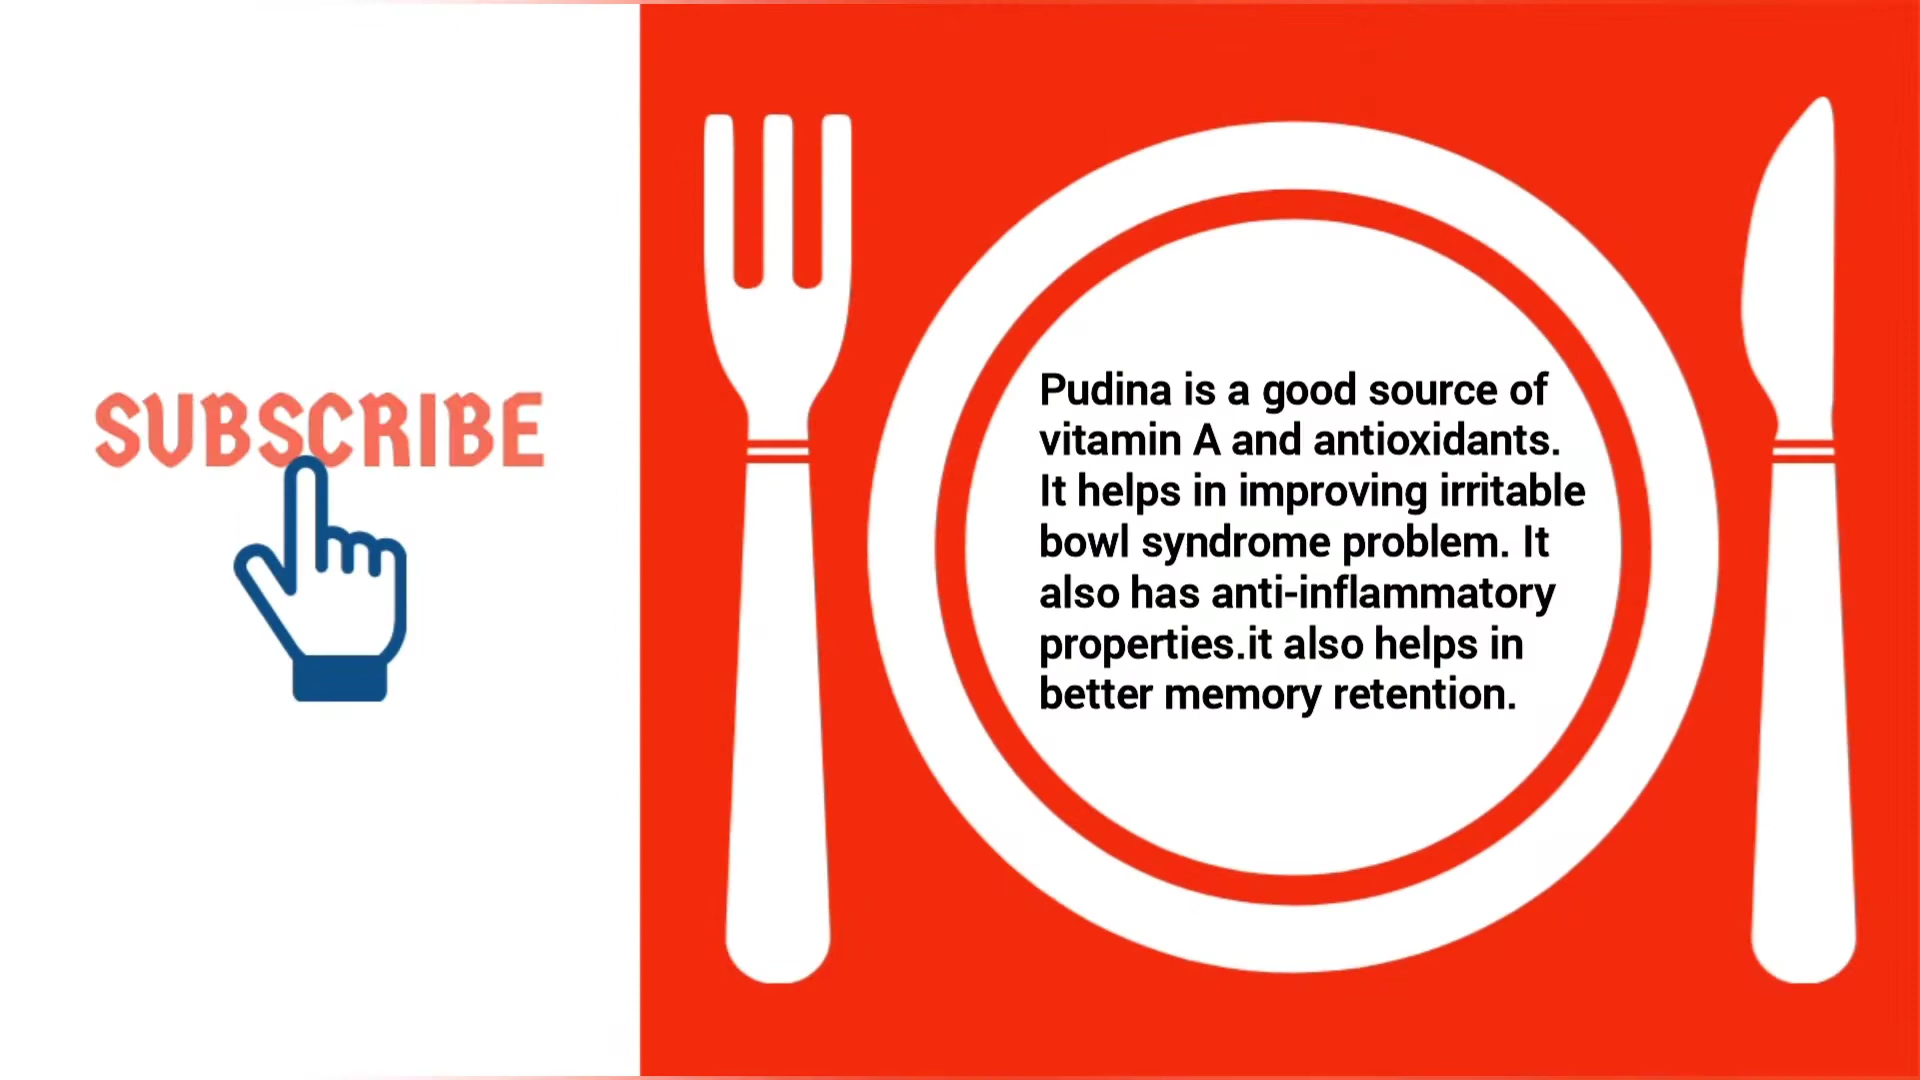 SUBSCRIBE
Pudina is a good source of
vitamin A and antioxidants.
It helps in improving irritable
bowl syndrome problem. It
also has anti-inflammatory
properties.it also helps in
better memory retention.